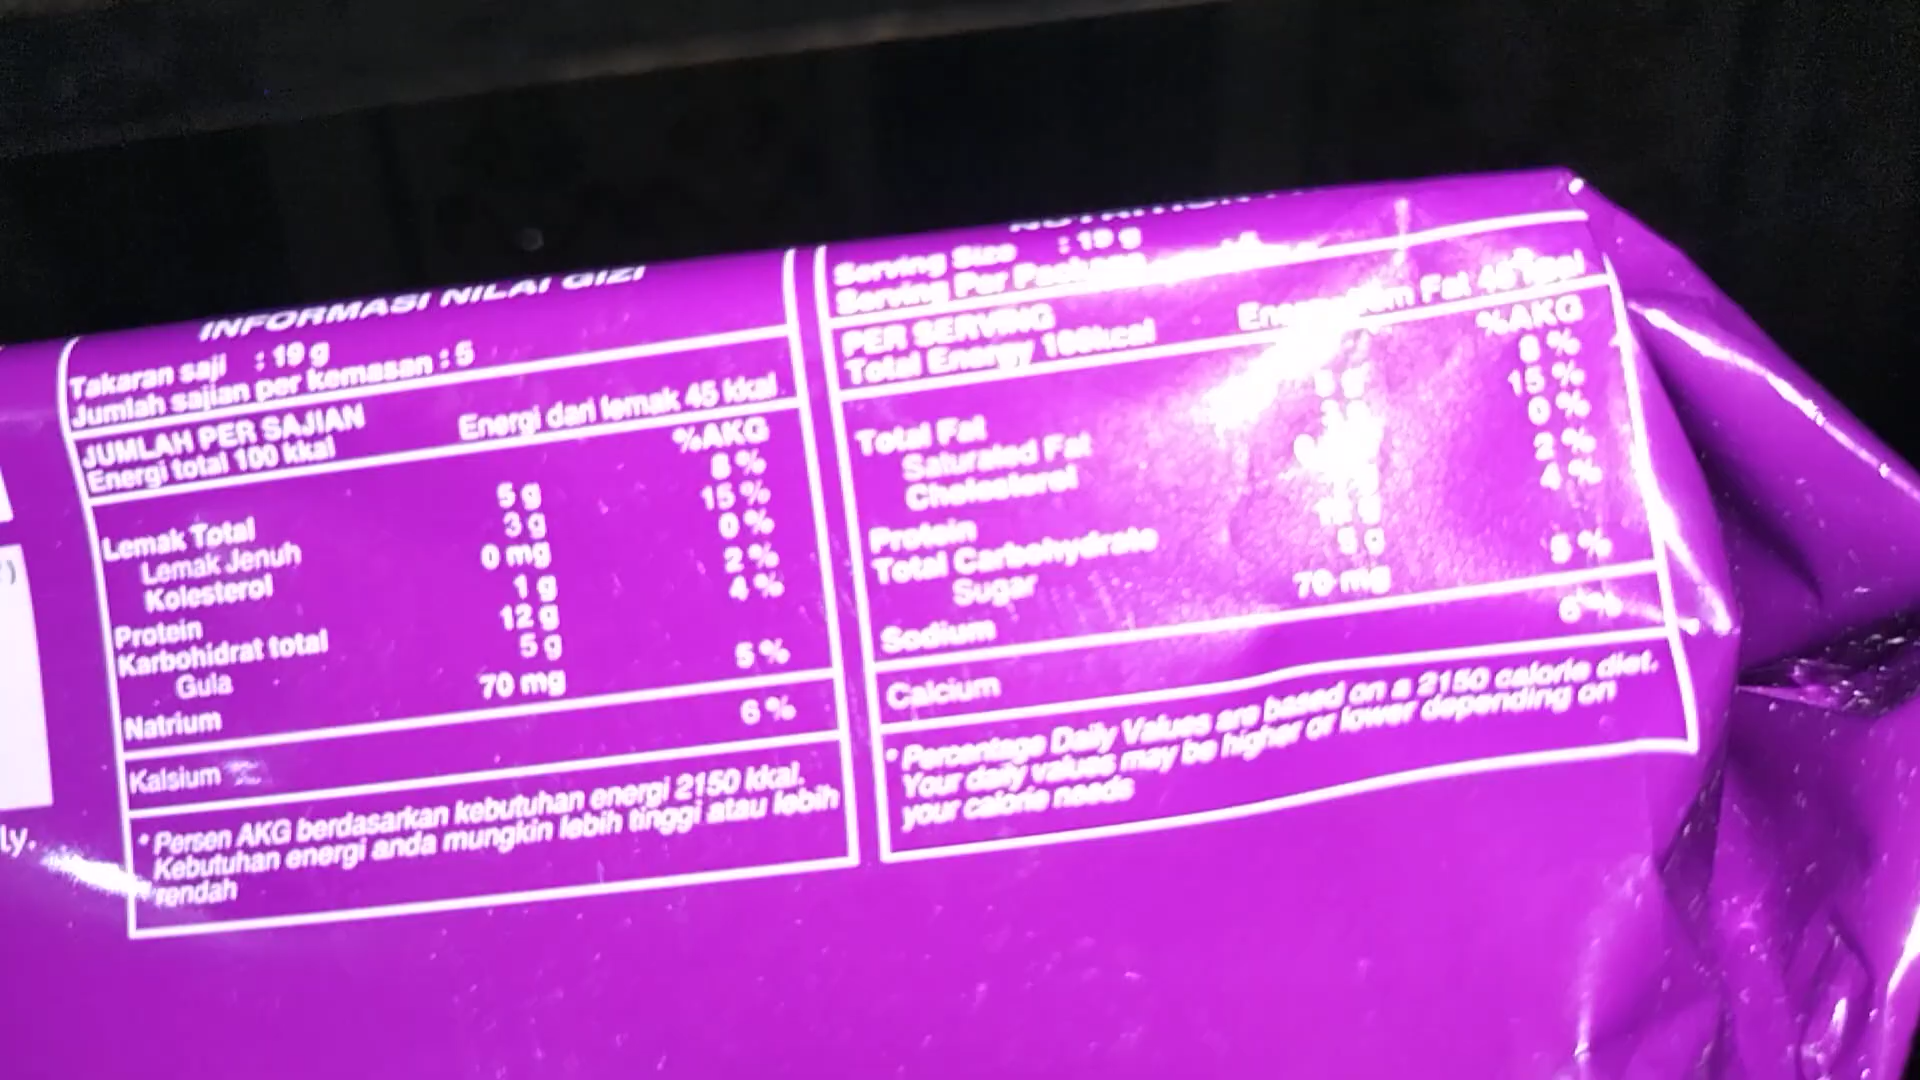 INFORMASI NILAI GIZI
Takaran saji : 19 g
Jumlah sajian per kemasan : 5
JUMLAH PER SAJIAN
Energi total 100 kkal Energi dari lemak 45 kkal
%AKG
Lemak Total 5 g 8 %
Lemak Jenuh 3 g 15 %
Kolesterol 0 mg 0 %
Protein 1 g 2 %
Karbohidrat total 12 g 4 %
Gula 5 g
Natrium 70 mg 5 %
Kalsium 6 %
* Persen AKG berdasarkan kebutuhan energi 2150 kkal.
Kebutuhan energi anda mungkin lebih tinggi atau lebih
rendah
Serving Size : 19 g
Serving Per
PER SERVING
Total Energy 100kcal Fat 45
%AKG
Total Fat 8 %
Saturated Fat 15 %
Cholesterol 0 %
Protein 2 %
Total Carbohydrate 4 %
Sugar 5 g
Sodium 70 mg 5 %
Calcium 6 %
* Percentage Daily Values are based on a 2150 calorie diet.
Your daily values may be higher or lower depending on
your calorie needs
ly.